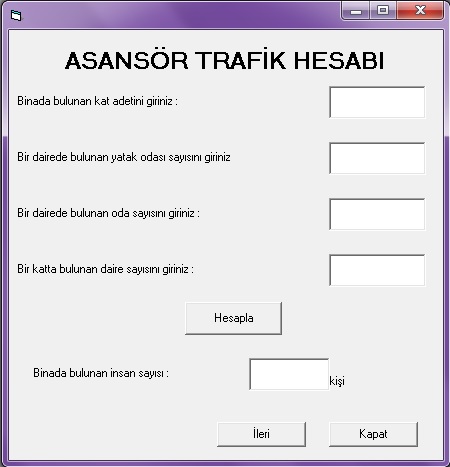 ASANSÖR TRAFİK HESABI
Binada bulunan kat adetini giriniz :
Bir dairede bulunan yatak odası sayısını giriniz
Bir dairede bulunan oda sayısını giriniz :
Bir katta bulunan daire sayısını giriniz :
Hesapla
Binada bulunan insan sayısı : kişi
İleri Kapat